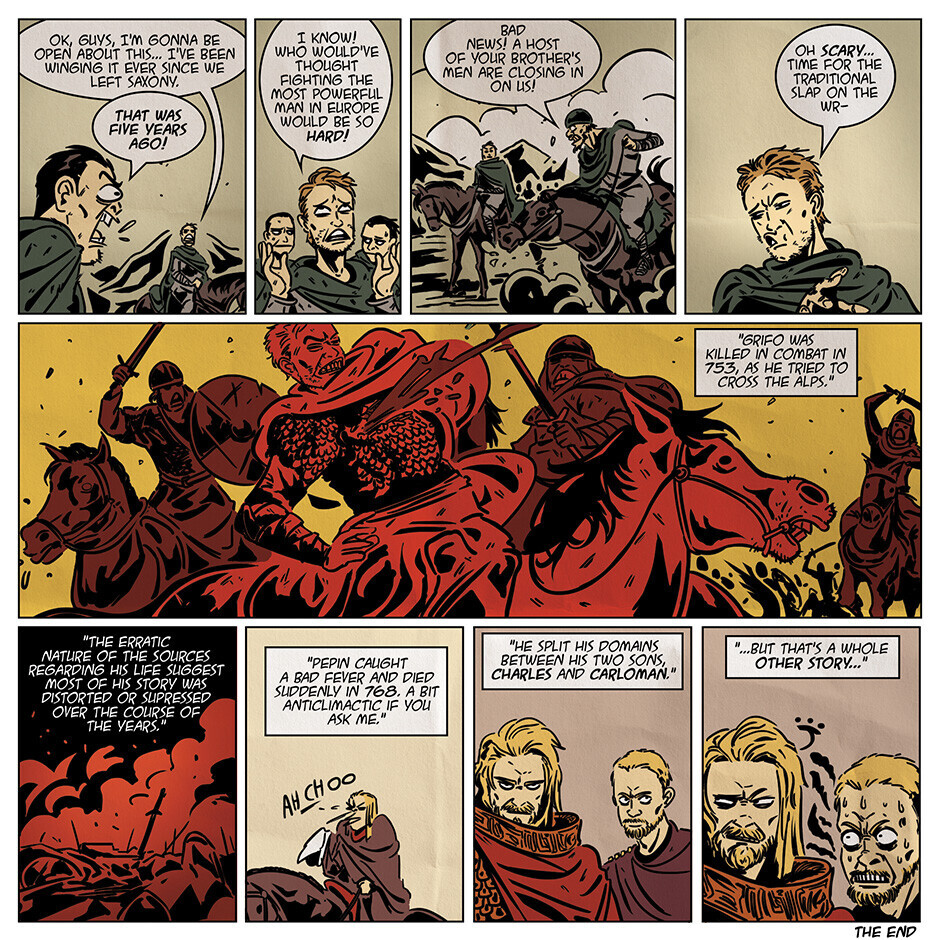 OK, GUYS, I'M GONNA BE
OPEN ABOUT THIS... I'VE BEEN
WINGING IT EVER SINCE WE
LEFT SAXONY.
THAT WAS
FIVE YEARS
AGO!
I KNOW!
WHO WOULD'VE
THOUGHT
FIGHTING THE
MOST POWERFUL
MAN IN EUROPE
WOULD BE SO
HARD!
BAD
NEWS! A HOST
OF YOUR BROTHER'S
MEN ARE CLOSING IN
ON US!
OH SCARY...
TIME FOR THE
TRADITIONAL
SLAP ON THE
WR-
"GRIFO WAS
KILLED IN COMBAT IN
753, AS HE TRIED TO
CROSS THE ALPS."
"THE ERRATIC
NATURE OF THE SOURCES
REGARDING HIS LIFE SUGGEST
MOST OF HIS STORY WAS
DISTORTED OR SUPRESSED
OVER THE COURSE OF
THE YEARS."
"PEPIN CAUGHT
A BAD FEVER AND DIED
SUDDENLY IN 768. A BIT
ANTICLIMACTIC IF YOU
ASK ME."
AH CHOO
"HE SPLIT HIS DOMAINS
BETWEEN HIS TWO SONS,
CHARLES AND CARLOMAN."
"...BUT THAT'S A WHOLE
OTHER STORY..."
THE END